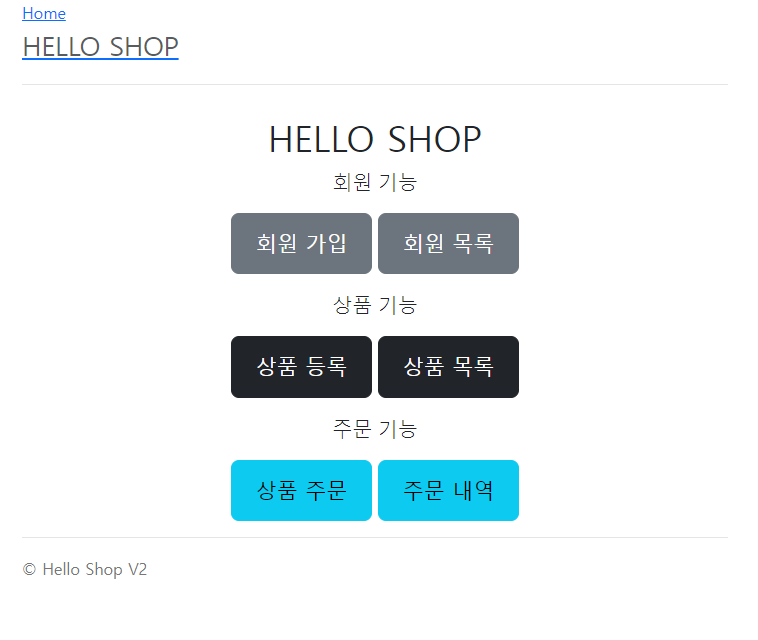 Home
HELLO SHOP
HELLO SHOP
회원 기능
회원 가입 회원 목록
상품 기능
상품 등록 상품 목록
주문 기능
상품 주문 주문 내역
© Hello Shop V2